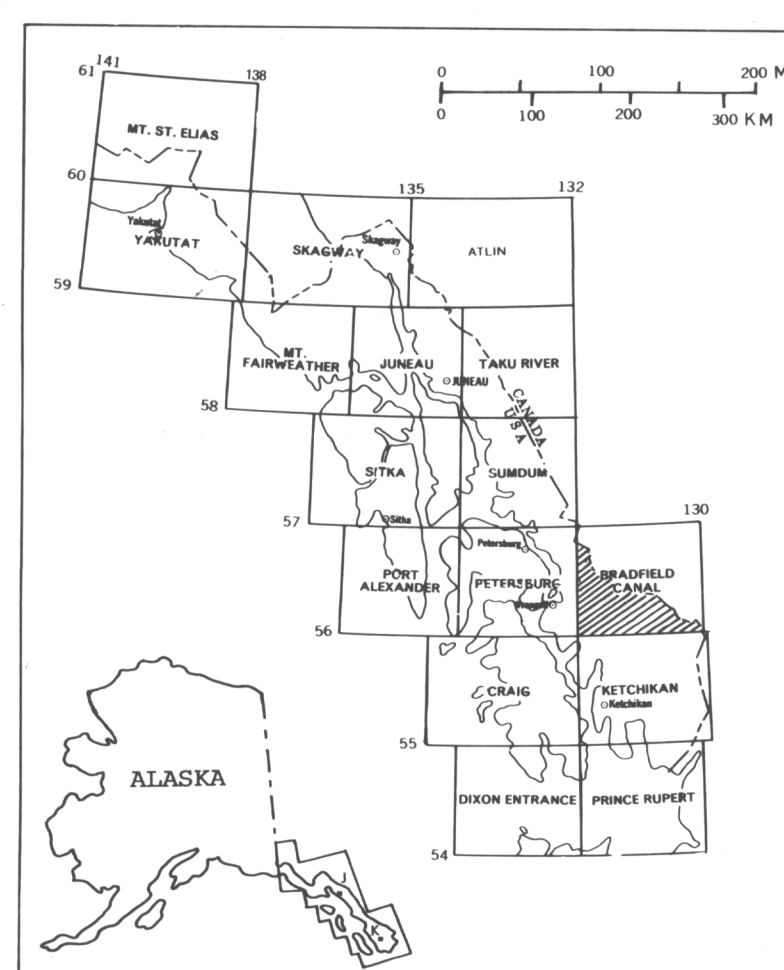 141
61
138
0 100 200 M
0 100 200 300 KM
MT. ST. ELIAS
60
135
132
Yakutat
YAKUTAT
SKAGWAY
Skagway
ATLIN
59
MT.
FAIRWEATHER
JUNEAU
JUNEAU
TAKU RIVER
58
CANADA
USA
SITKA
SUMDUM
57
Sitka
130
Petersburg
PORT
ALEXANDER
PETERSBURG
BRADFIELD
CANAL
Wrangell
56
CRAIG
KETCHIKAN
Ketchikan
55
ALASKA
DIXON ENTRANCE
PRINCE RUPERT
54
J
K